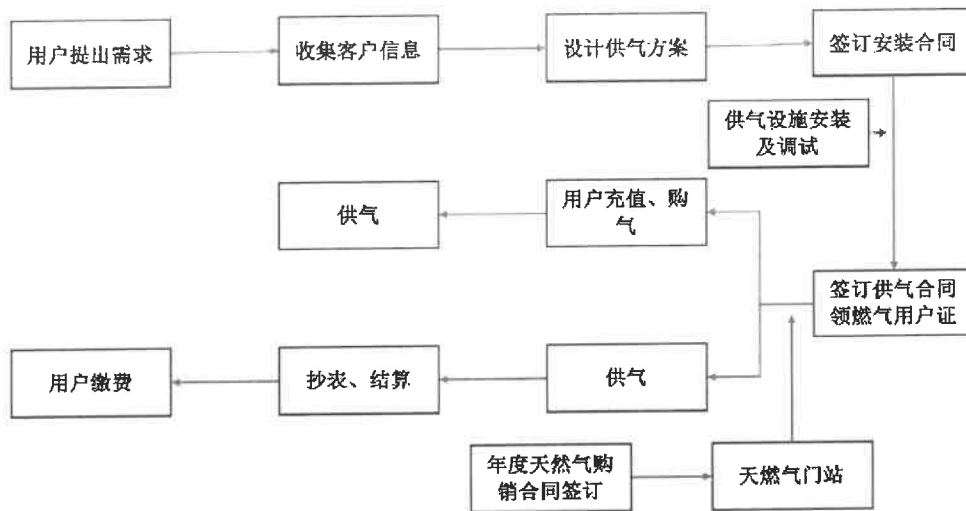 用户提出需求
收集客户信息
设计供气方案
签订安装合同
供气设施安装
及调试
供气
用户充值、购
气
签订供气合同
领燃气用户证
用户缴费
抄表、结算
供气
年度天然气购
销合同签订
天燃气门站